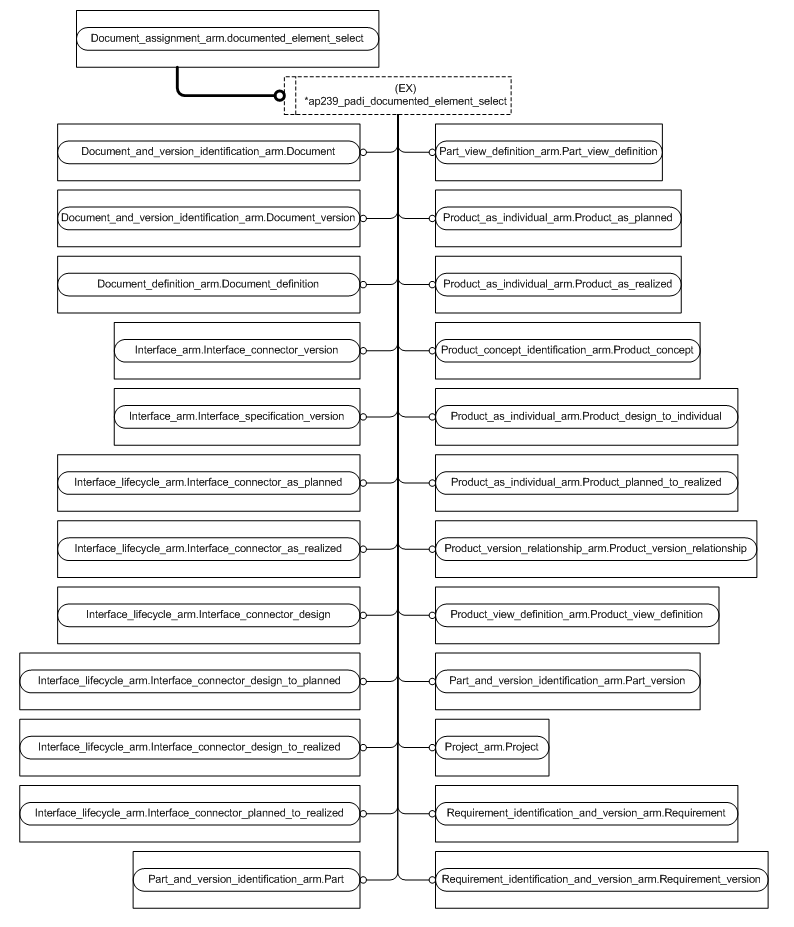 Document_assignment_arm.documented_element_select
(EX)
*ap239_padi_documented_element_select
Document_and_version_identification_arm.Document
Part_view_definition_arm.Part_view_definition
Document_and_version_identification_arm.Document_version
Product_as_individual_arm.Product_as_planned
Document_definition_arm.Document_definition
Product_as_individual_arm.Product_as_realized
Interface_arm.Interface_connector_version
Product_concept_identification_arm.Product_concept
Interface_arm.Interface_specification_version
Product_as_individual_arm.Product_design_to_individual
Interface_lifecycle_arm.Interface_connector_as_planned
Product_as_individual_arm.Product_planned_to_realized
Interface_lifecycle_arm.Interface_connector_as_realized
Product_version_relationship_arm.Product_version_relationship
Interface_lifecycle_arm.Interface_connector_design
Product_view_definition_arm.Product_view_definition
Interface_lifecycle_arm.Interface_connector_design_to_planned
Part_and_version_identification_arm.Part_version
Interface_lifecycle_arm.Interface_connector_design_to_realized
Project_arm.Project
Interface_lifecycle_arm.Interface_connector_planned_to_realized
Requirement_identification_and_version_arm.Requirement
Part_and_version_identification_arm.Part
Requirement_identification_and_version_arm.Requirement_version